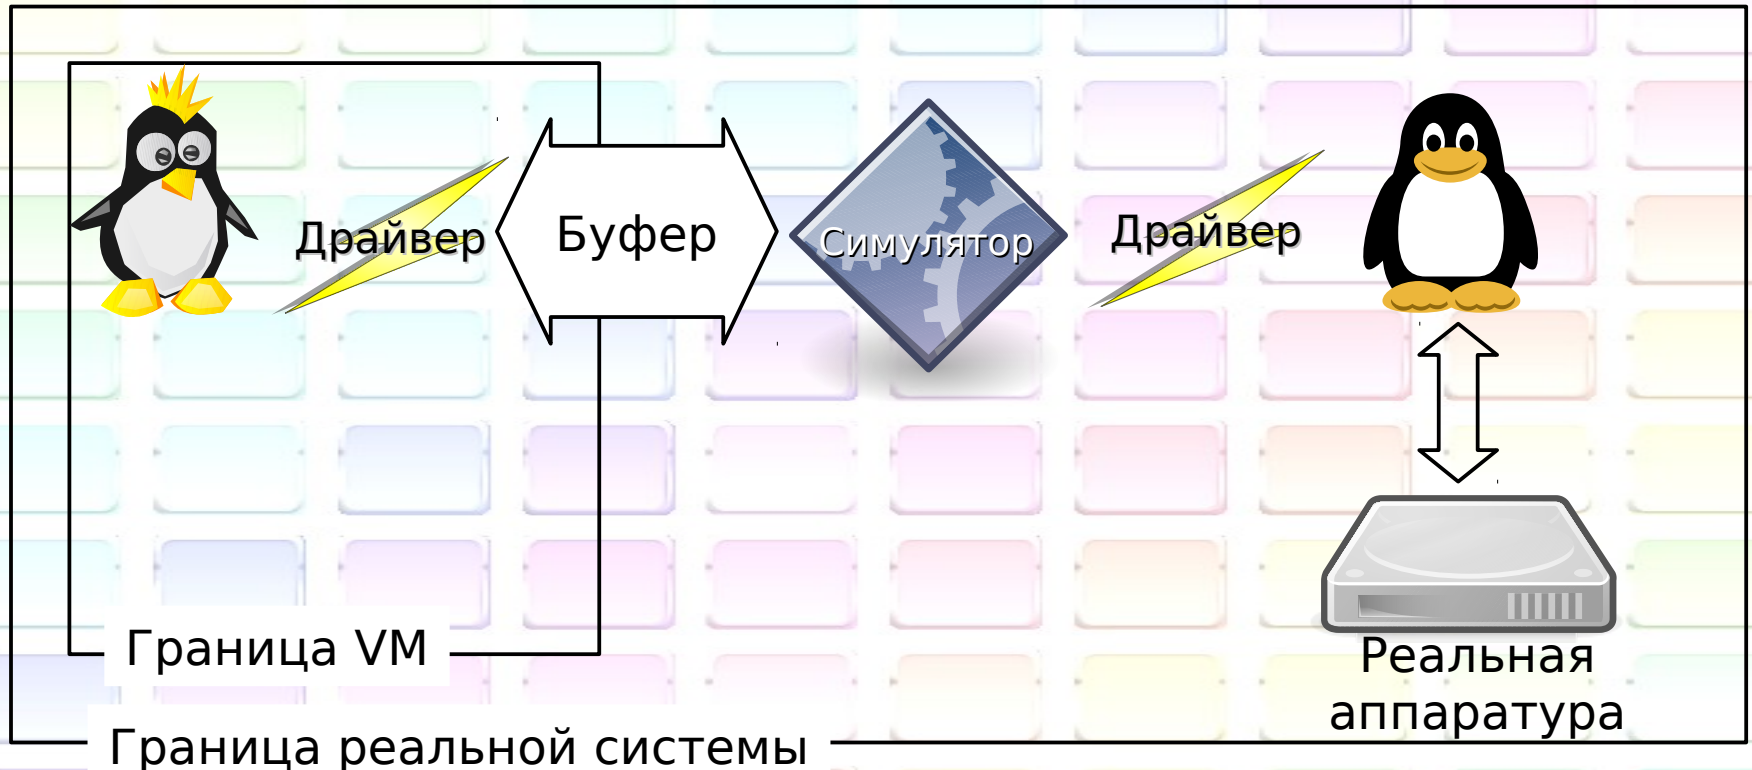 Драйвер
Буфер
Симулятор
Драйвер
Граница VM
Реальная
аппаратура
Граница реальной системы